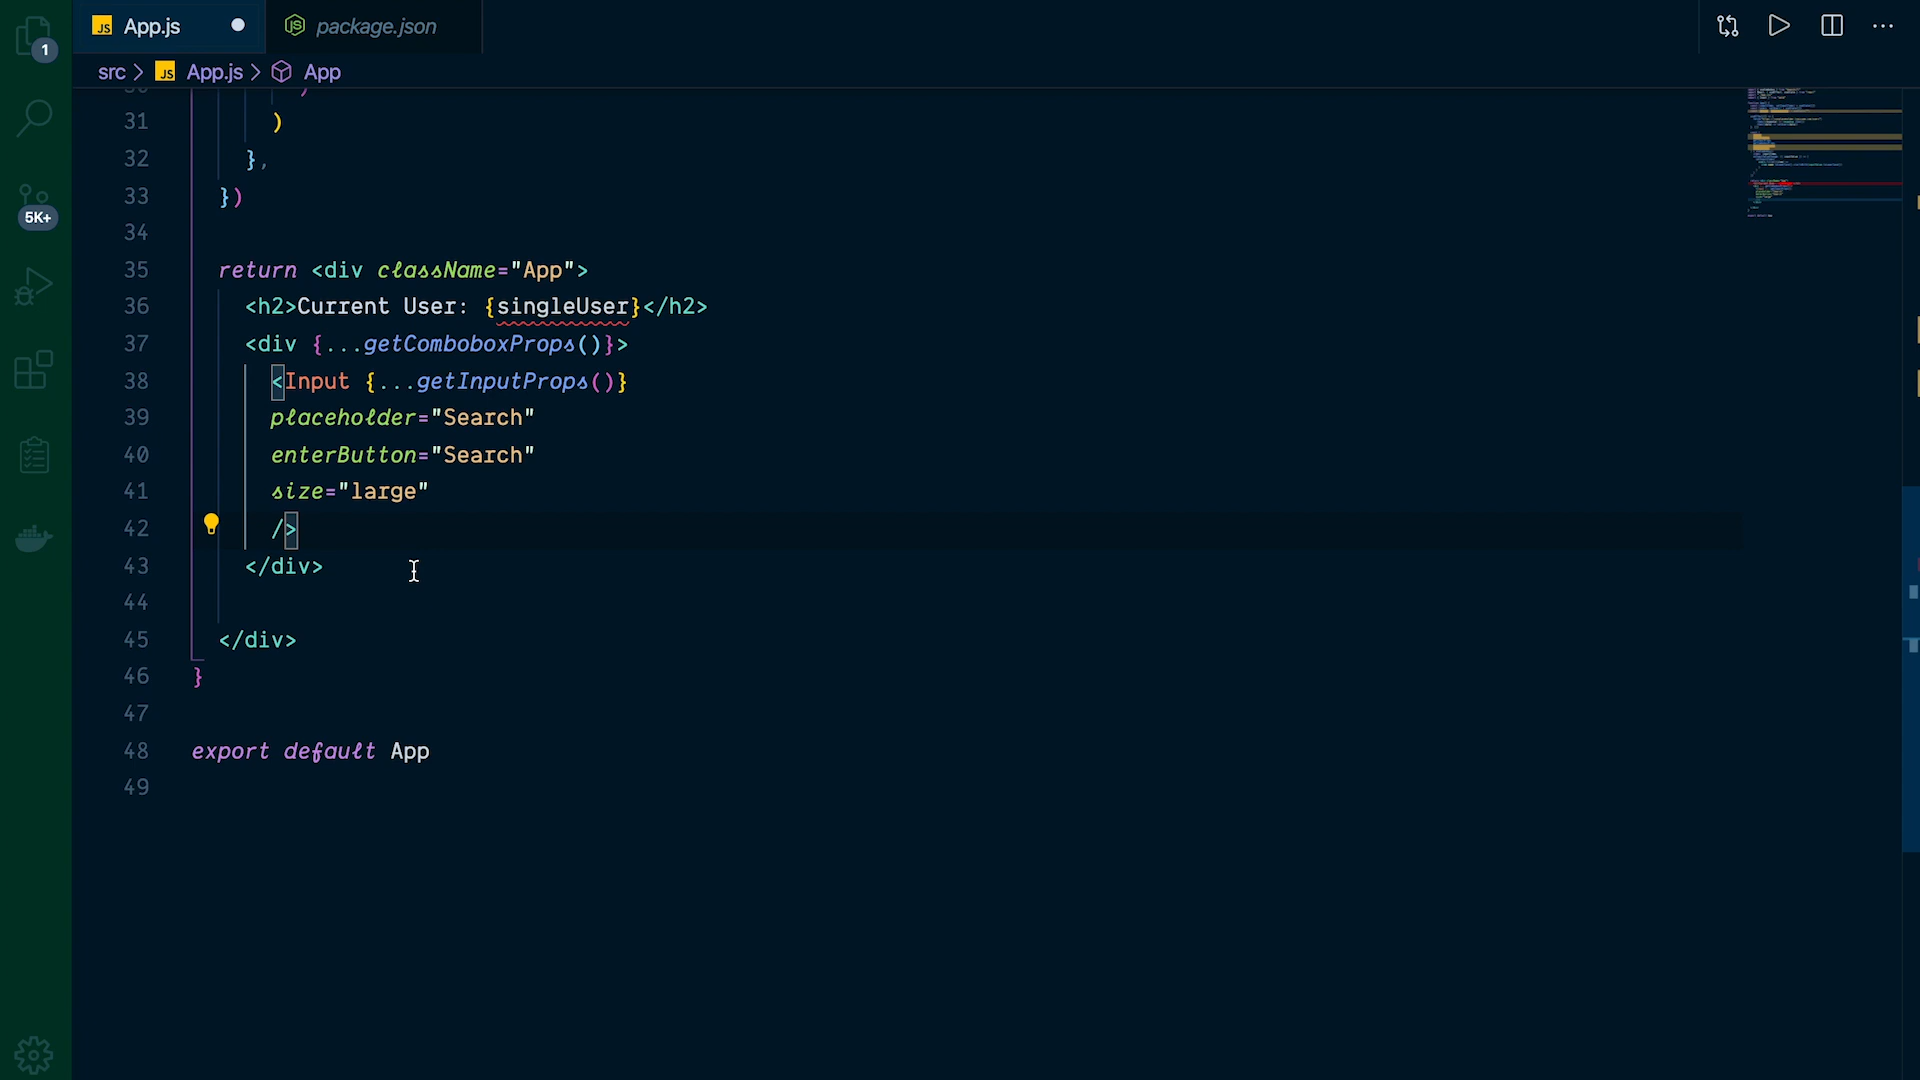 JS App.js
package.json
1
src > JS App.js > App
31 )
32 },
33 })
34
35 return <div className="App">
36 <h2>Current User: {singleUser}</h2>
37 <div {...getComboboxProps()}>
38 <Input {...getInputProps()}
39 placeholder="Search"
40 enterButton="Search"
41 size="large"
42 />
43 </div>
44
45 </div>
46 }
47
48 export default App
49
5K+